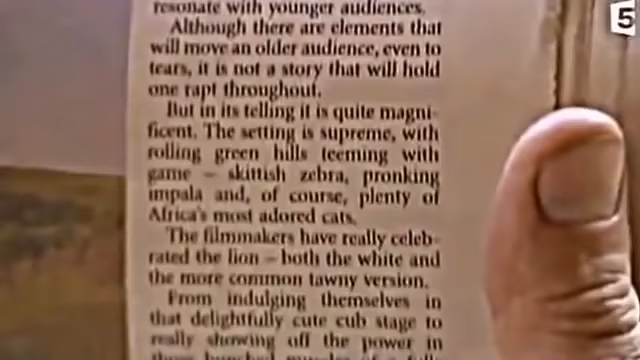 resonate with younger audiences.
Although there are elements that
will move an older audience, even to
tears, it is not a story that will hold
one rapt throughout.
But in its telling it is quite magni-
ficent. The setting is supreme, with
rolling green hills teeming with
game – skittish zebra, pronking
impala and, of course, plenty of
Africa's most adored cats.
The filmmakers have really celeb-
rated the lion – both the white and
the more common tawny version.
From indulging themselves in
that delightfully cute cub stage to
really showing off the power in
5